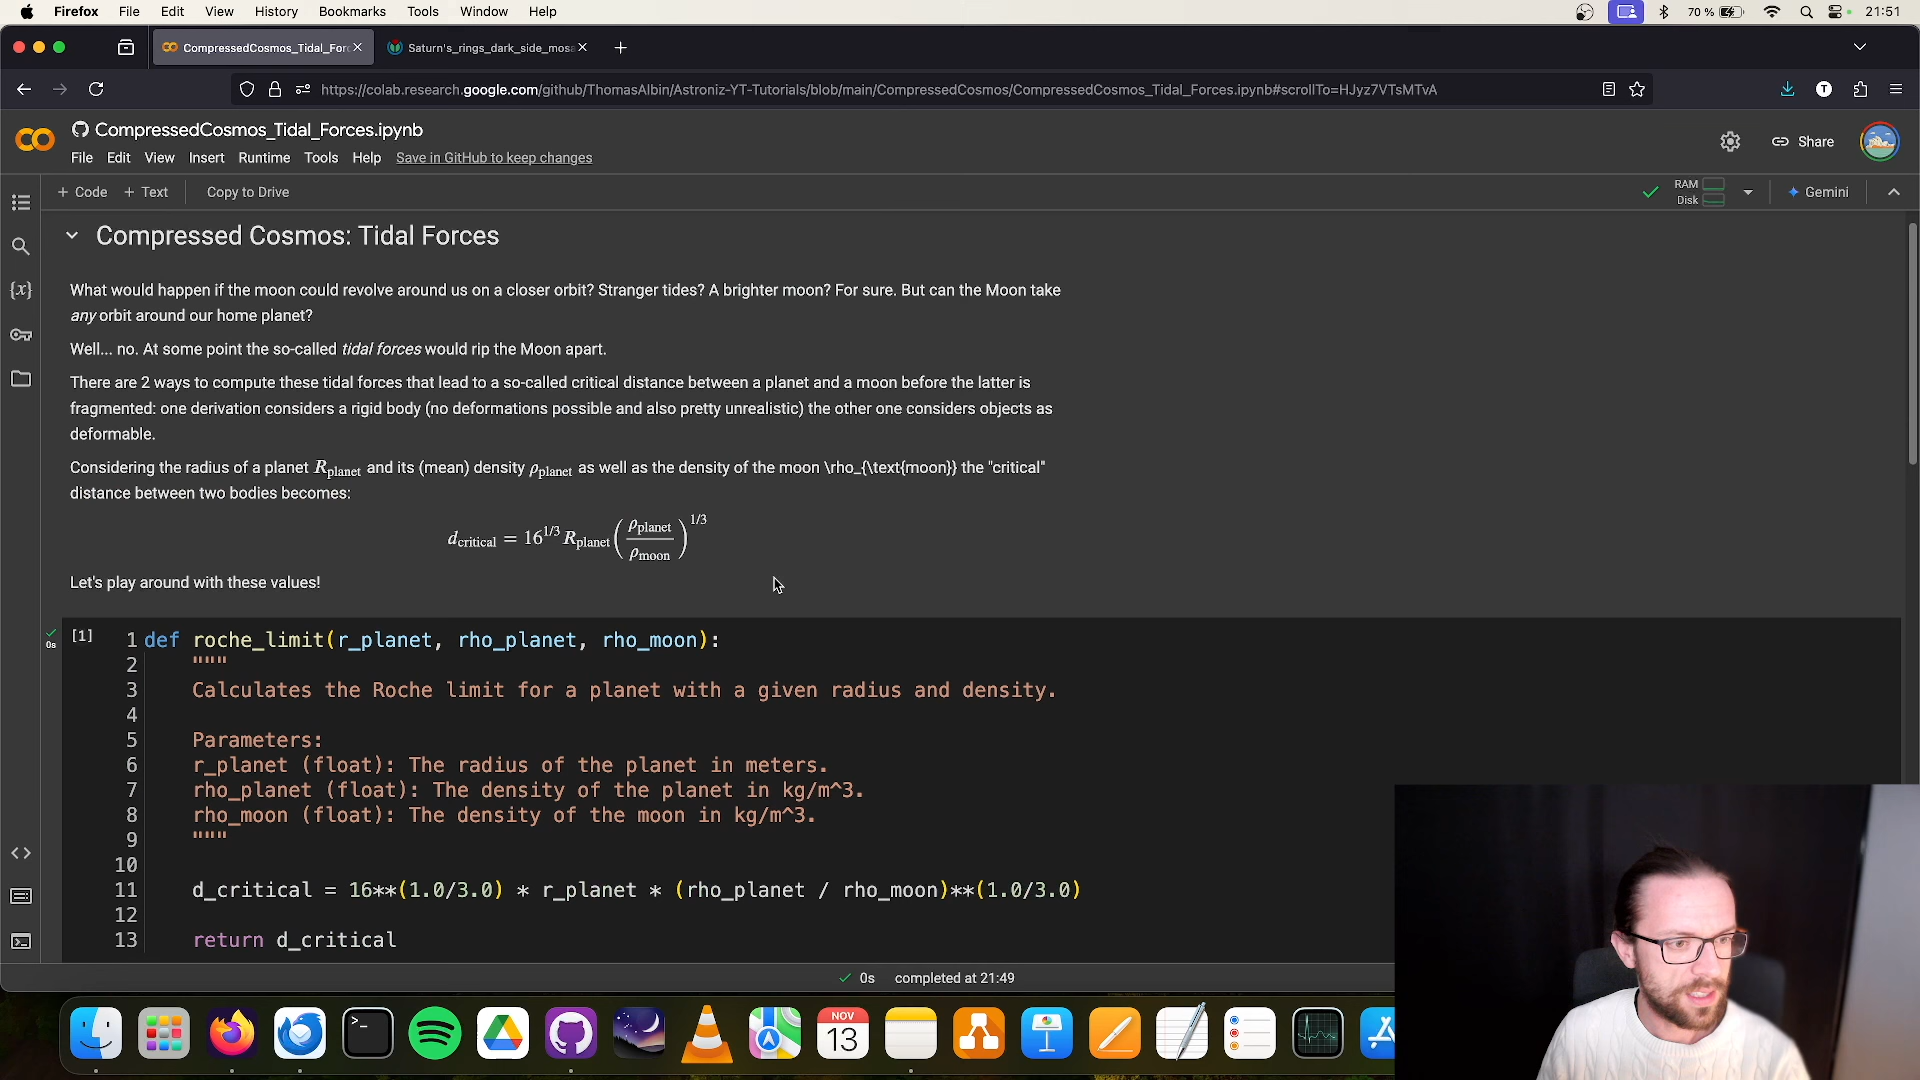 Firefox File Edit View History Bookmarks Tools Window Help 70 % 21:51
CompressedCosmos_Tidal_For Saturn's_rings_dark_side_mosa
https://colab.research.google.com/github/ThomasAlbin/Astroniz-YT-Tutorials/blob/main/CompressedCosmos/CompressedCosmos_Tidal_Forces.ipynb#scrollTo=HJyz7VTsMTvA
T
CompressedCosmos_Tidal_Forces.ipynb
File Edit View Insert Runtime Tools Help Save in GitHub to keep changes
Share
+ Code + Text Copy to Drive
RAM
Disk
Gemini
Compressed Cosmos: Tidal Forces
What would happen if the moon could revolve around us on a closer orbit? Stranger tides? A brighter moon? For sure. But can the Moon take
any orbit around our home planet?
Well... no. At some point the so-called tidal forces would rip the Moon apart.
There are 2 ways to compute these tidal forces that lead to a so-called critical distance between a planet and a moon before the latter is
fragmented: one derivation considers a rigid body (no deformations possible and also pretty unrealistic) the other one considers objects as
deformable.
Considering the radius of a planet R_planet and its (mean) density ρ_planet as well as the density of the moon \rho_{\text{moon}} the "critical"
distance between two bodies becomes:
d_critical = 16^1/3 R_planet (ρ_planet / ρ_moon)^1/3
Let's play around with these values!
0s
[1]
1 def roche_limit(r_planet, rho_planet, rho_moon):
2 """
3 Calculates the Roche limit for a planet with a given radius and density.
4
5 Parameters:
6 r_planet (float): The radius of the planet in meters.
7 rho_planet (float): The density of the planet in kg/m^3.
8 rho_moon (float): The density of the moon in kg/m^3.
9 """
10
11 d_critical = 16**(1.0/3.0) * r_planet * (rho_planet / rho_moon)**(1.0/3.0)
12
13 return d_critical
0s completed at 21:49
NOV
13